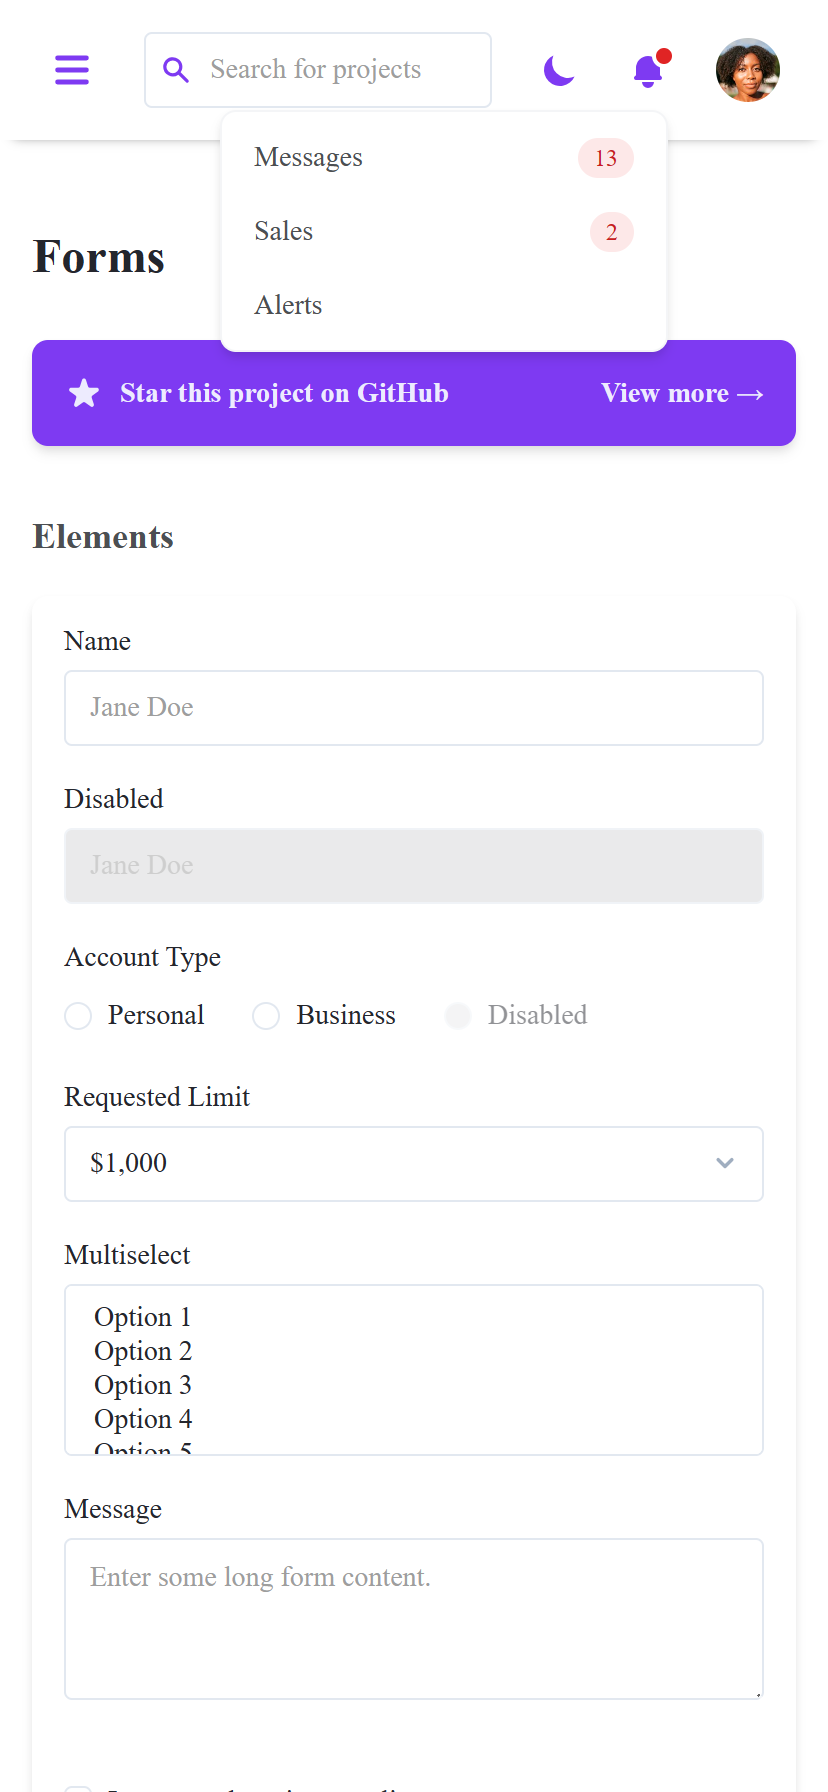 Search for projects
Messages 13
Sales 2
Alerts
Forms
Star this project on GitHub View more →
Elements
Name
Jane Doe
Disabled
Jane Doe
Account Type
Personal Business Disabled
Requested Limit
$1,000
Multiselect
Option 1
Option 2
Option 3
Option 4
Option 5
Message
Enter some long form content.